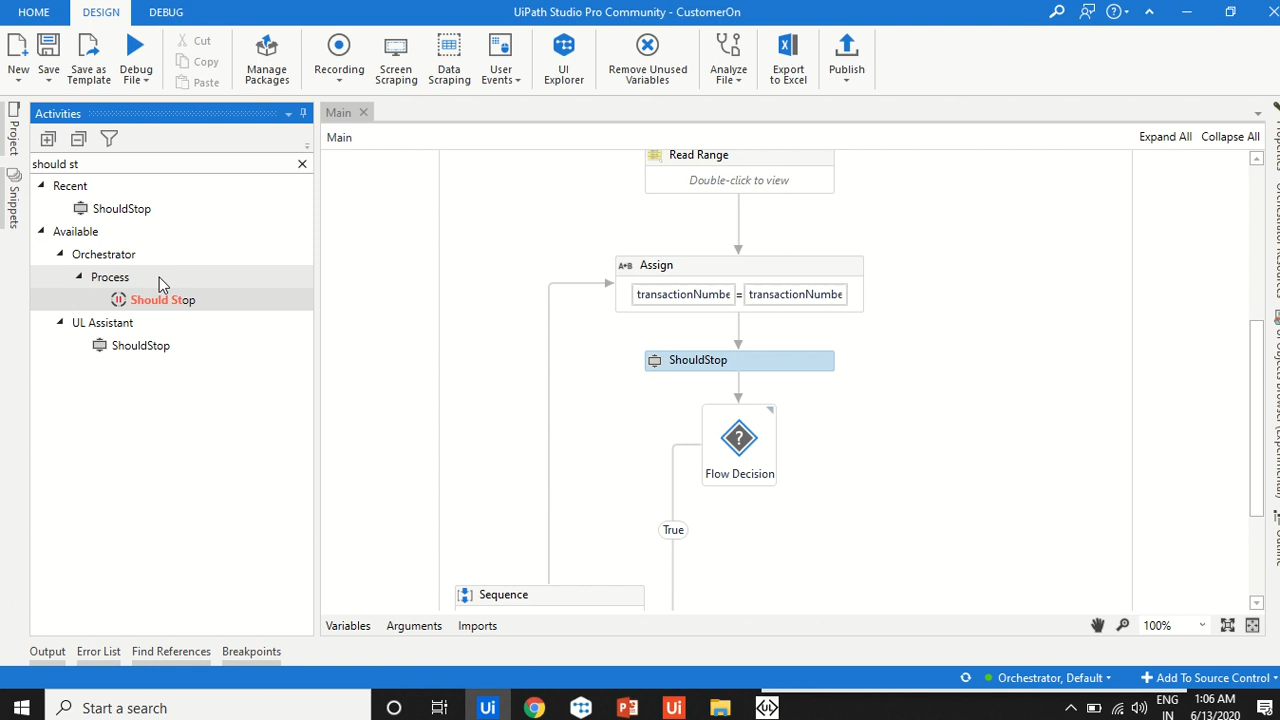 HOME DESIGN DEBUG UiPath Studio Pro Community - CustomerOn
New Save Save as Template Debug File Cut Copy Paste Manage Packages Recording Screen Scraping Data Scraping User Events UI Explorer Remove Unused Variables Analyze File Export to Excel Publish
Activities
Main
Project
Snippets
Main
Expand All Collapse All
should st
Recent
ShouldStop
Available
Orchestrator
Process
Should Stop
UL Assistant
ShouldStop
Read Range
Double-click to view
A*B Assign
transactionNumbe = transactionNumbe
ShouldStop
?
Flow Decision
True
Sequence
Variables Arguments Imports 100%
Output Error List Find References Breakpoints
Orchestrator, Default Add To Source Control
Start a search
Ui
Ui
UL
ENG
IN
1:06 AM
6/13/2020